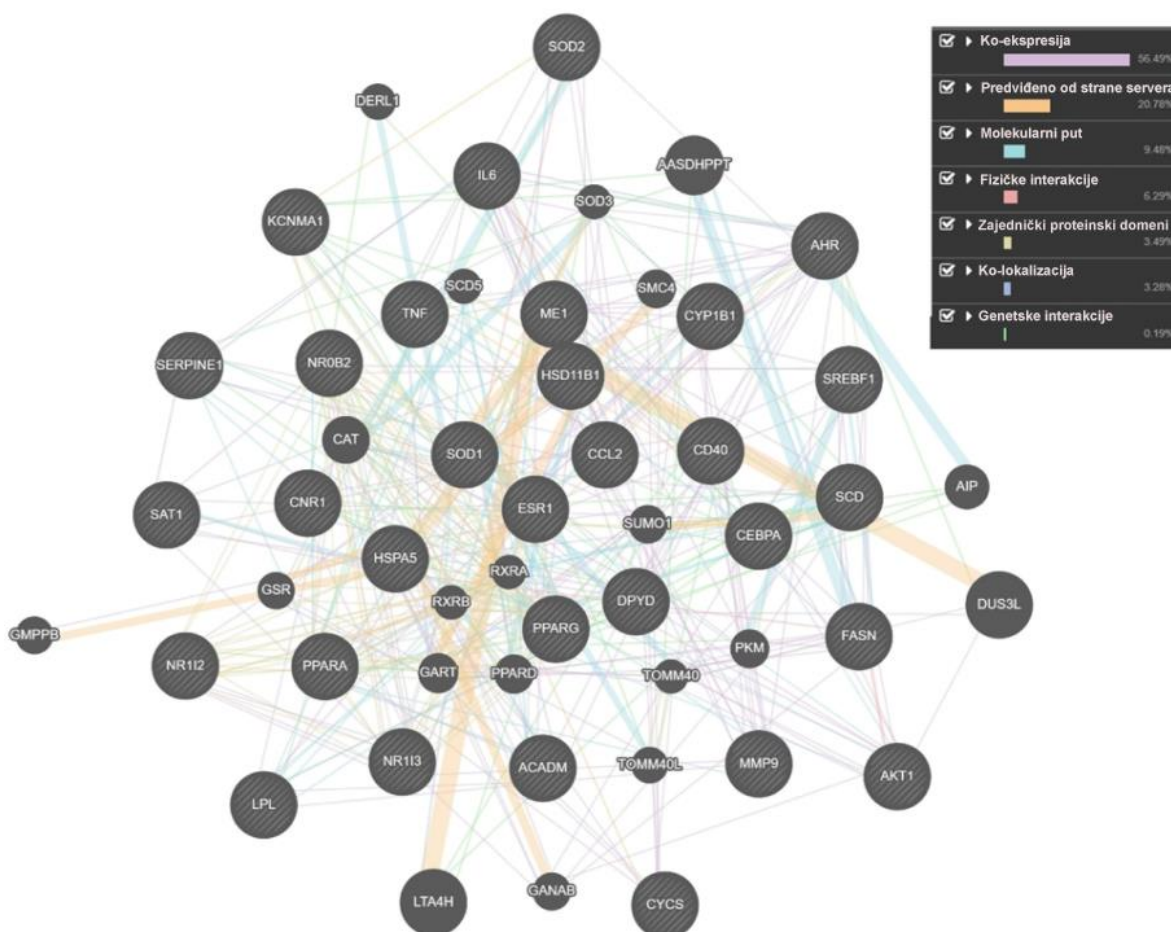 SOD2
DERL1
AASDHPPT
IL6
SOD3
KCNMA1
AHR
SCD5
SMC4
TNF
ME1
CYP1B1
SERPINE1
NR0B2
HSD11B1
SREBF1
CAT
SOD1
CCL2
CD40
AIP
SCD
CNR1
ESR1
SAT1
SUMO1
CEBPA
HSPA5
RXRA
GSR
RXRB
DPYD
DUS3L
GMPPB
PPARG
FASN
NR1I2
PPARA
GART
PPARD
TOMM40
PKM
NR1I3
ACADM
TOMM40L
MMP9
AKT1
LPL
LTA4H
GANAB
CYCS
Ko-ekspresija
56.49%
Predviđeno od strane servera
20.78%
Molekularni put
9.48%
Fizičke interakcije
6.29%
Zajednički proteinski domeni
3.49%
Ko-lokalizacija
3.28%
Genetske interakcije
0.19%